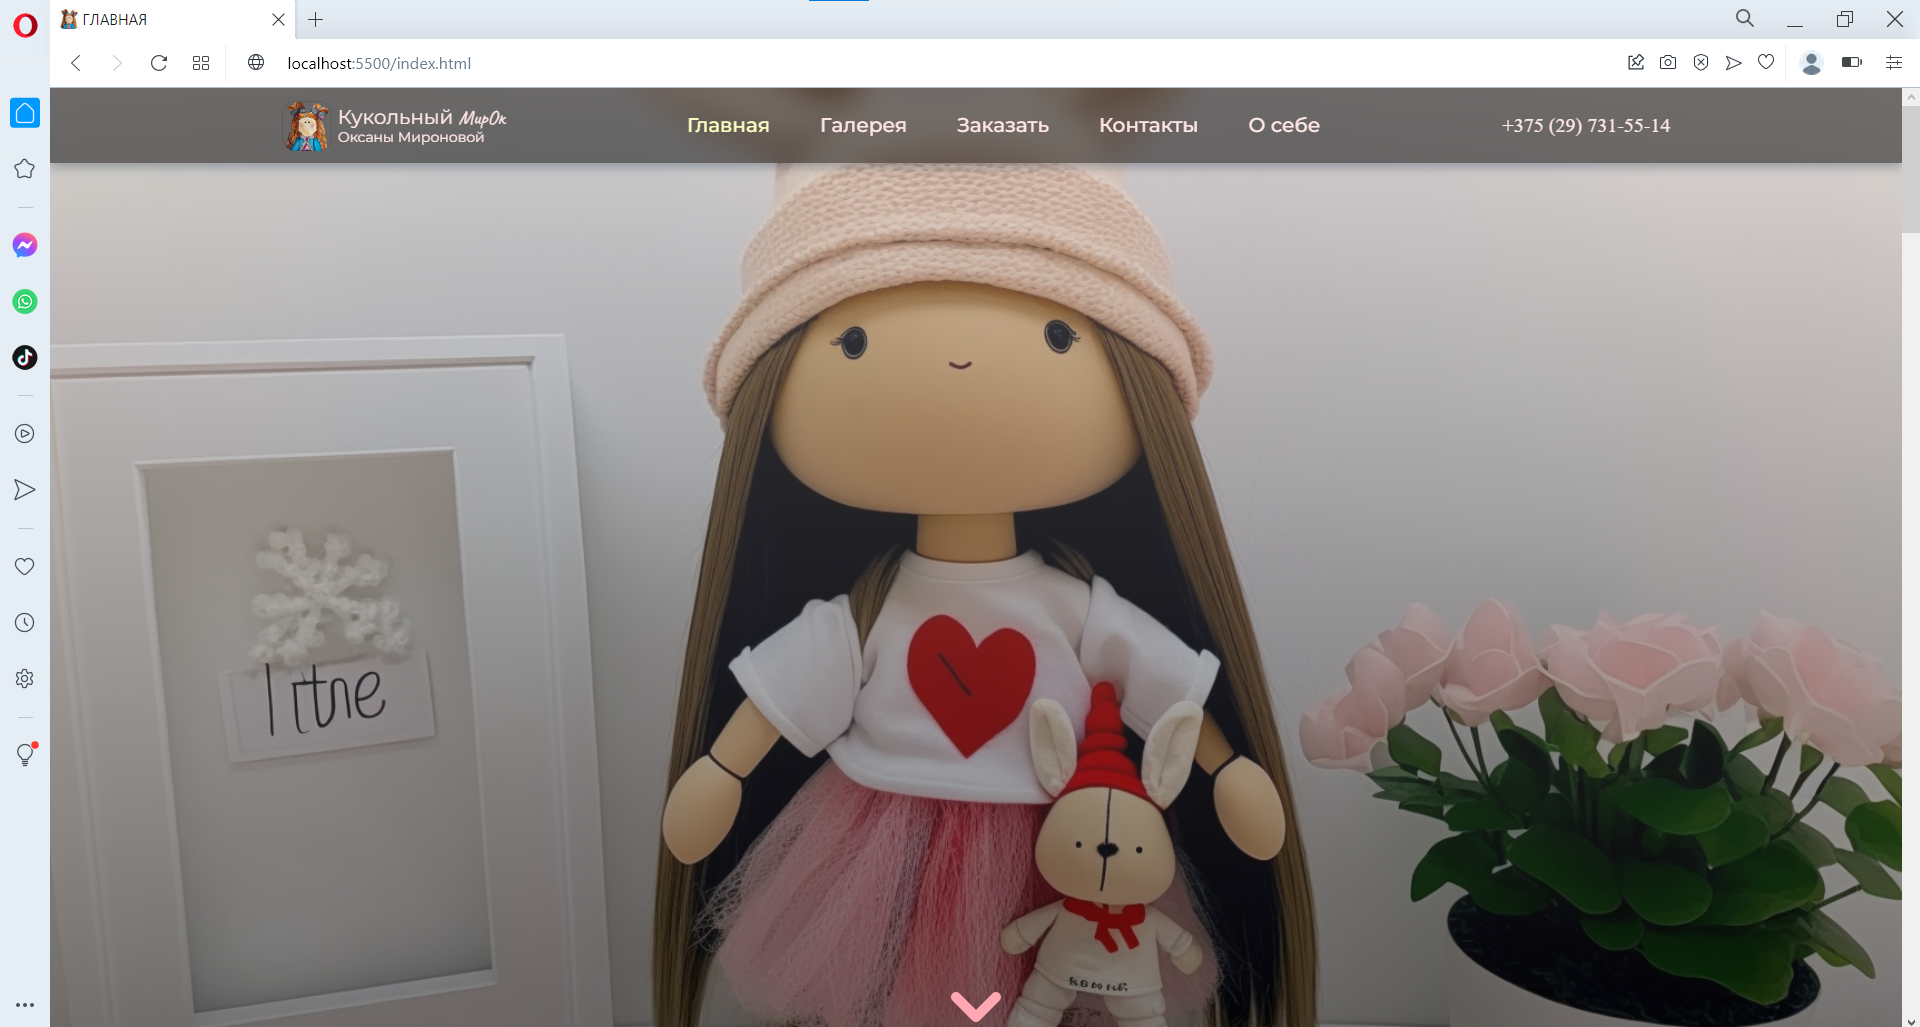 ГЛАВНАЯ
localhost:5500/index.html
Кукольный МирОк
Оксаны Мироновой
Главная
Галерея
Заказать
Контакты
О себе
+375 (29) 731-55-14